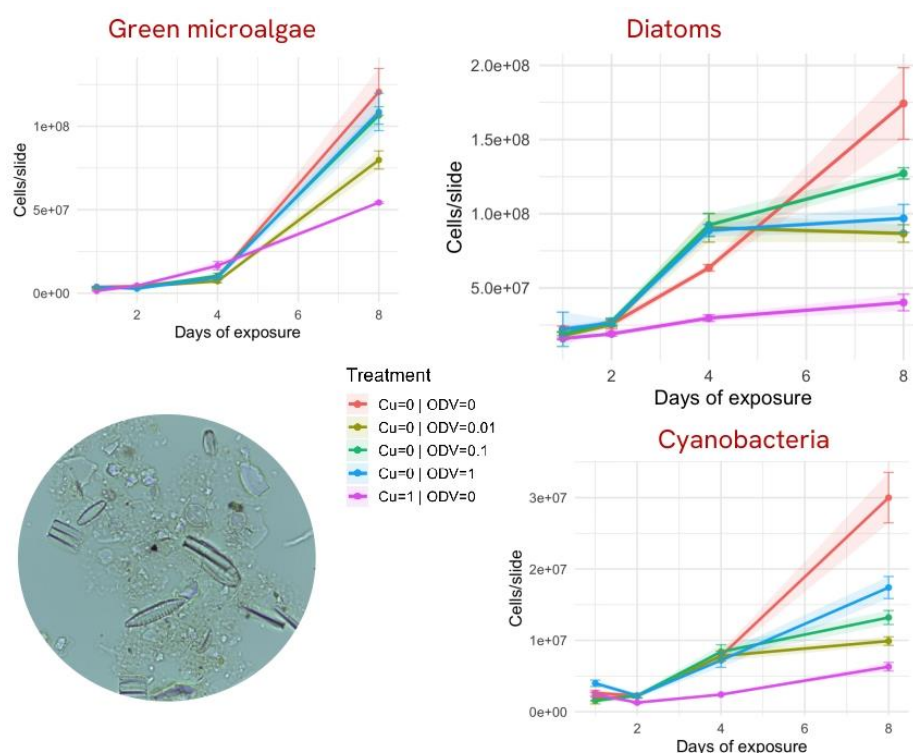 Green microalgae
Cells/slide
1e+08
5e+07
0e+00
2
4
6
8
Days of exposure
Diatoms
Cells/slide
2.0e+08
1.5e+08
1.0e+08
5.0e+07
2
4
6
8
Days of exposure
Treatment
Cu=0 | ODV=0
Cu=0 | ODV=0.01
Cu=0 | ODV=0.1
Cu=0 | ODV=1
Cu=1 | ODV=0
Cyanobacteria
Cells/slide
3e+07
2e+07
1e+07
0e+00
2
4
6
8
Days of exposure